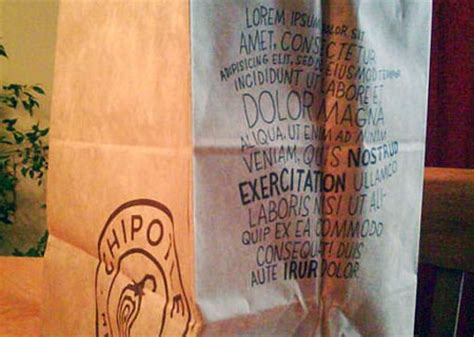 LOREM IPSUM DOLOR SIT
AMET, CONSECTETUR
ADIPISICING ELIT, SED DO EIUSMOD TEMPOR
INCIDIDUNT UT LABORE ET
DOLOR MAGNA
ALIQUA. UT ENIM AD MINIM
VENIAM, QUIS NOSTRUD
EXERCITATION ULLAMCO
LABORIS NISI UT ALI-
QUIP EX EA COMMODO
CONSEQUAT! DUIS
AUTE IRUR DOLOR.
CHIPOTLE